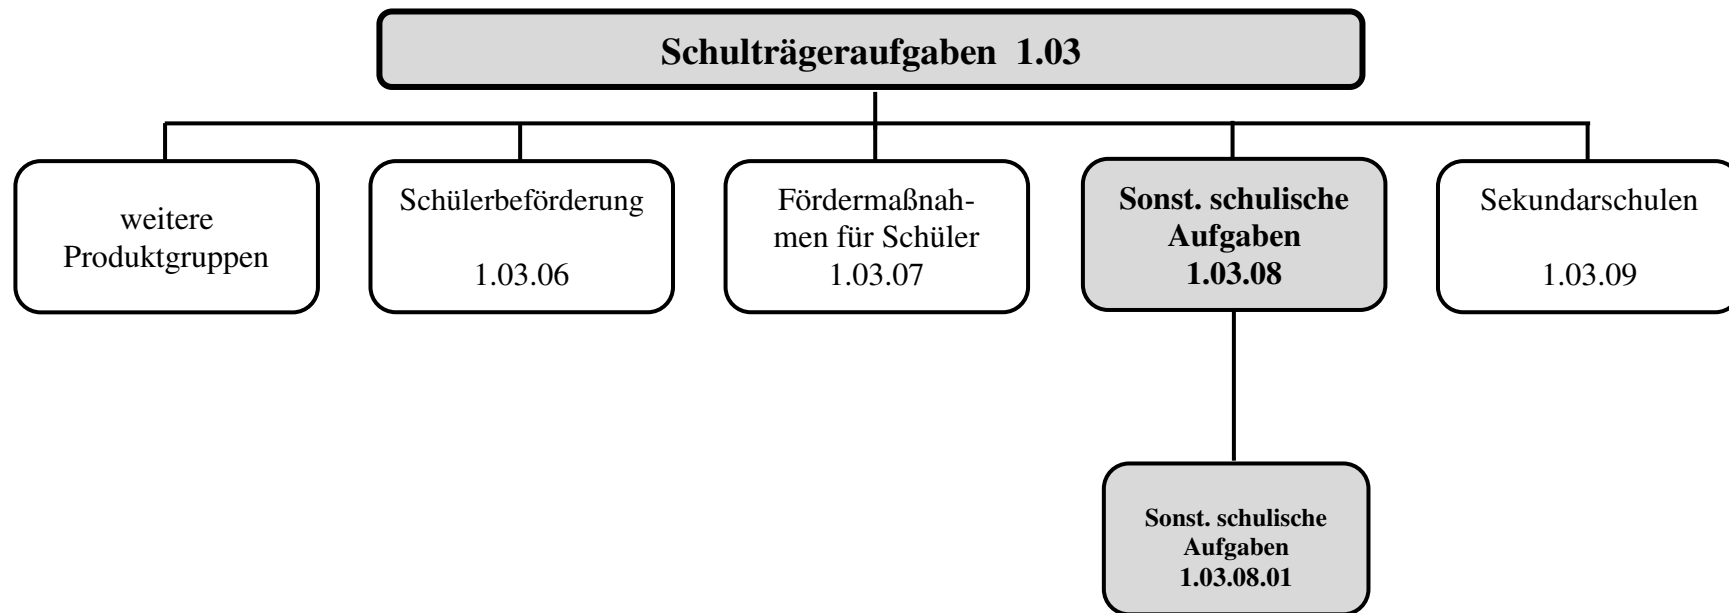 Schulträgeraufgaben 1.03
weitere
Produktgruppen
Schülerbeförderung
1.03.06
Fördermaßnah-
men für Schüler
1.03.07
Sonst. schulische
Aufgaben
1.03.08
Sekundarschulen
1.03.09
Sonst. schulische
Aufgaben
1.03.08.01